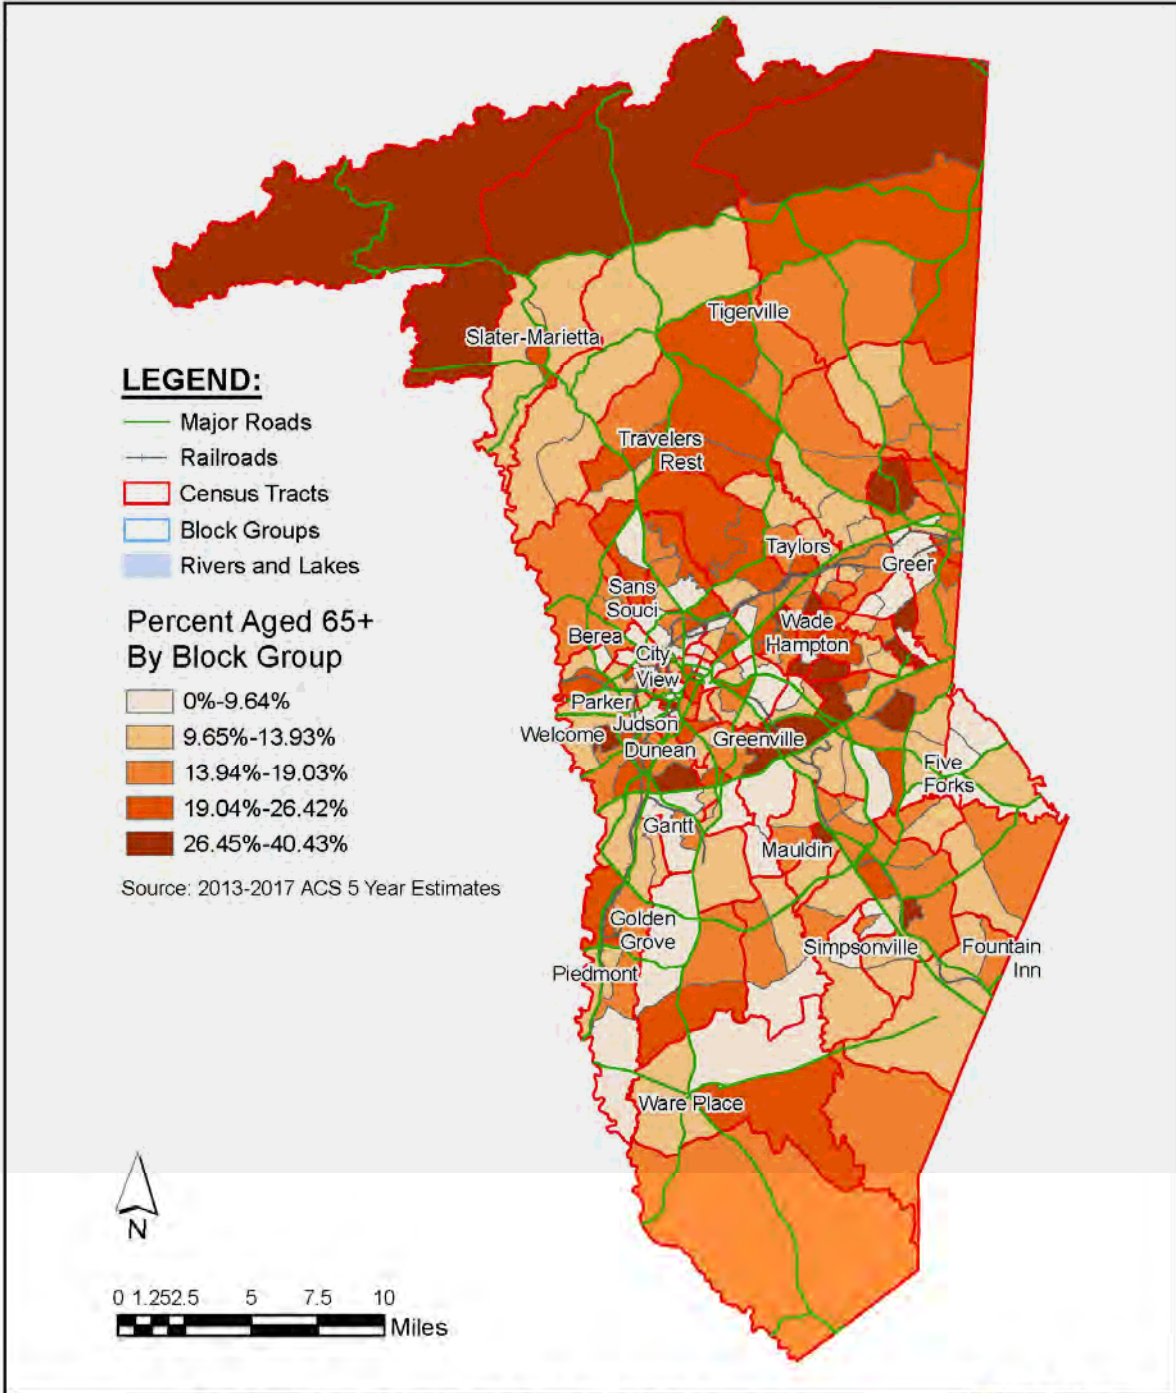 Tigerville
Slater-Marietta
LEGEND:
Major Roads
Railroads
Census Tracts
Block Groups
Rivers and Lakes
Percent Aged 65+
By Block Group
0%-9.64%
9.65%-13.93%
13.94%-19.03%
19.04%-26.42%
26.45%-40.43%
Source: 2013-2017 ACS 5 Year Estimates
Travelers
Rest
Taylors
Greer
Sans
Souci
Wade
Hampton
Berea
City
View
Parker
Judson
Welcome
Dunean
Greenville
Five
Forks
Gantt
Mauldin
Golden
Grove
Simpsonville
Fountain
Inn
Piedmont
Ware Place
N
0 1.252.5 5 7.5 10
Miles